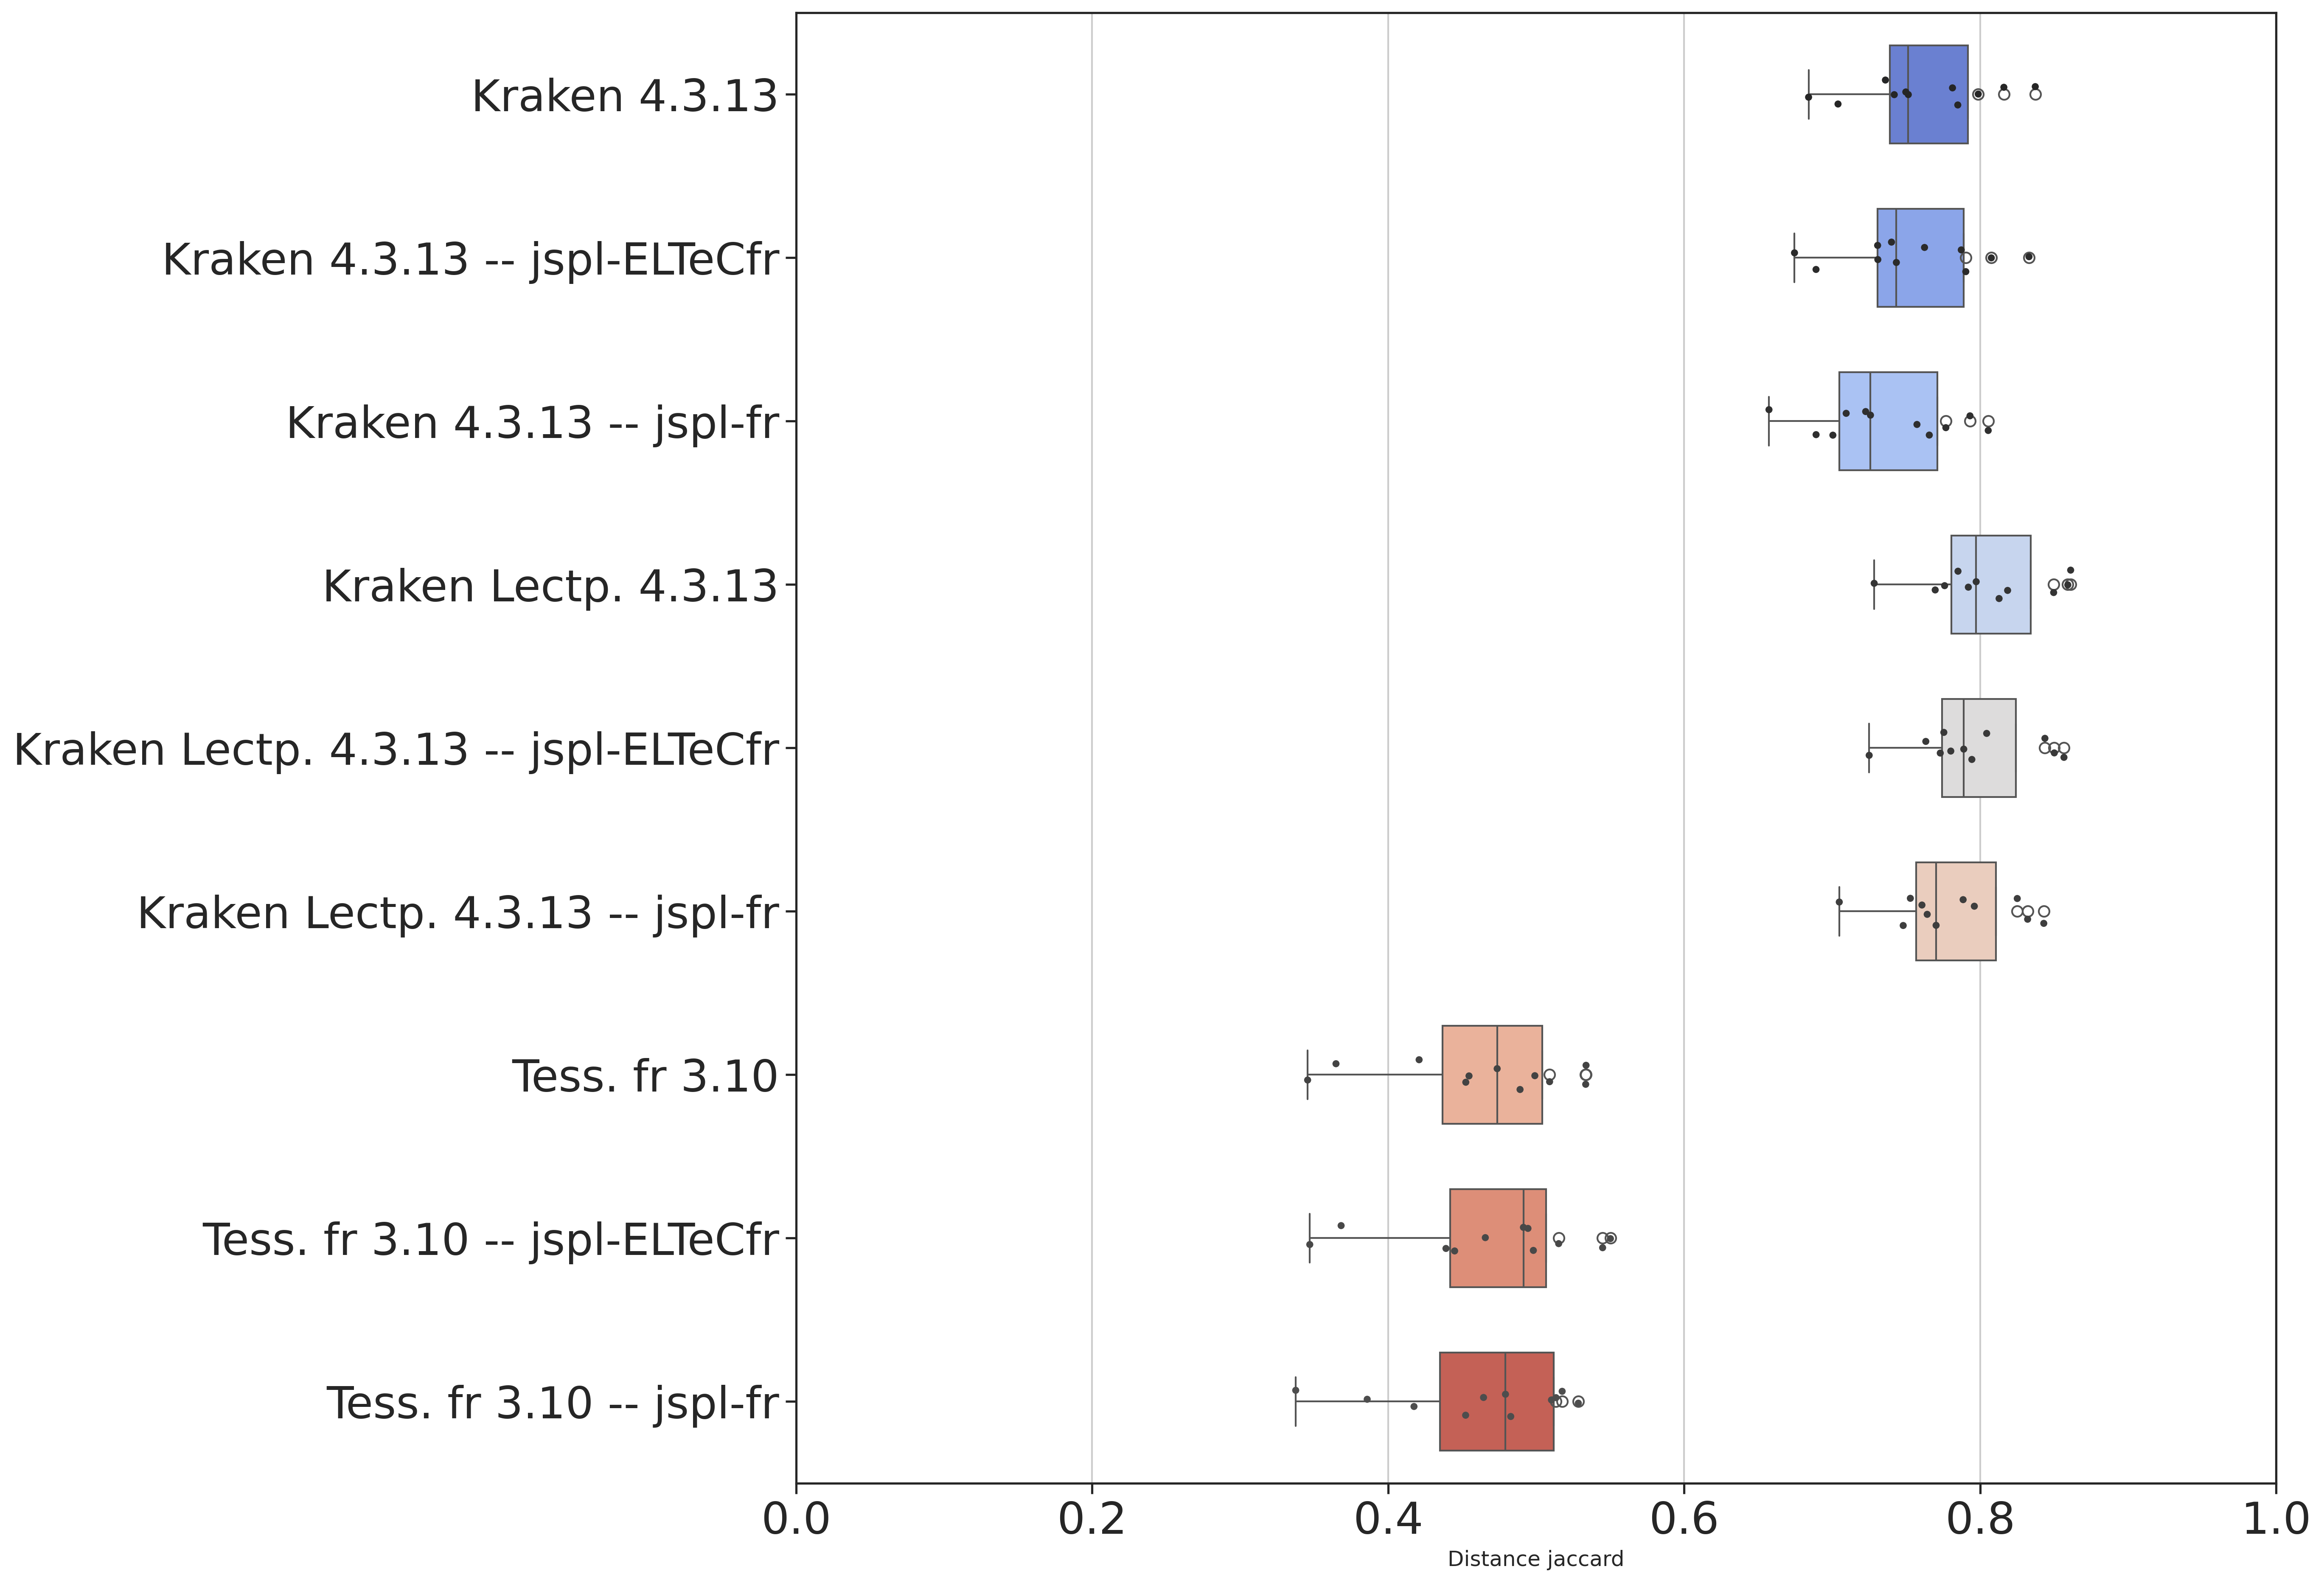 Kraken 4.3.13
Kraken 4.3.13 -- jspl-ELTeCfr
Kraken 4.3.13 -- jspl-fr
Kraken Lectp. 4.3.13
Kraken Lectp. 4.3.13 -- jspl-ELTeCfr
Kraken Lectp. 4.3.13 -- jspl-fr
Tess. fr 3.10
Tess. fr 3.10 -- jspl-ELTeCfr
Tess. fr 3.10 -- jspl-fr
0.0 0.2 0.4 0.6 0.8 1.0
Distance jaccard